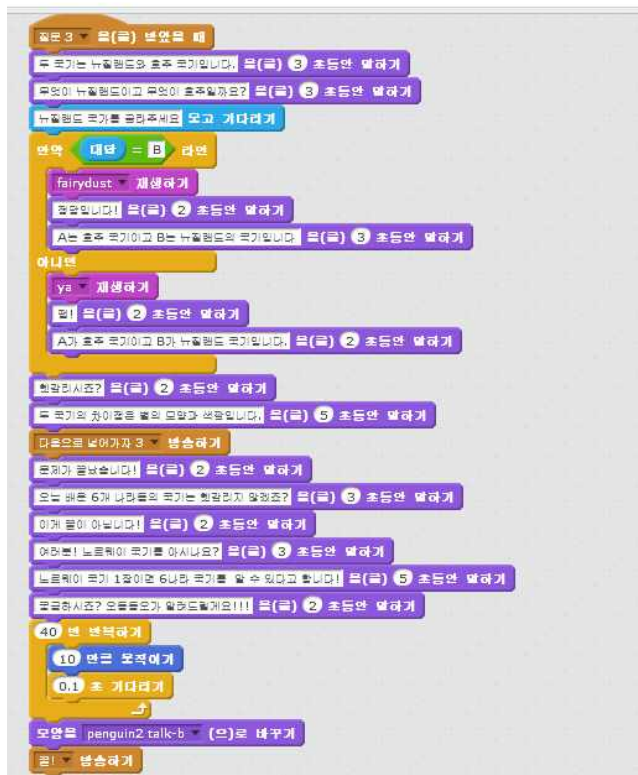 질문 3 을(를) 받았을 때
두 국기는 뉴질랜드와 호주 국기입니다. 을(를) 3 초동안 말하기
무엇이 뉴질랜드이고 무엇이 호주일까요? 을(를) 3 초동안 말하기
뉴질랜드 국가를 골라주세요 묻고 기다리기
만약 대답 = B 라면
fairydust 재생하기
정답입니다! 을(를) 2 초동안 말하기
A는 호주 국기이고 B는 뉴질랜드의 국기입니다 을(를) 3 초동안 말하기
아니면
ya 재생하기
땡! 을(를) 2 초동안 말하기
A가 호주 국기이고 B가 뉴질랜드 국기입니다. 을(를) 2 초동안 말하기
헷갈리시죠? 을(를) 2 초동안 말하기
두 국기의 차이점은 별의 모양과 색깔입니다. 을(를) 5 초동안 말하기
다음으로 넘어가자 3 방송하기
문제가 끝났습니다! 을(를) 2 초동안 말하기
오늘 배운 6개 나라들의 국기는 헷갈리지 않겠죠? 을(를) 3 초동안 말하기
이게 끝이 아닙니다! 을(를) 2 초동안 말하기
여러분! 노르웨이 국기를 아시나요? 을(를) 3 초동안 말하기
노르웨이 국기 1장이면 6나라 국기를 알 수 있다고 합니다! 을(를) 5 초동안 말하기
궁금하시죠? 오들오가 알려드릴게요!!! 을(를) 2 초동안 말하기
40 번 반복하기
10 만큼 움직이기
0.1 초 기다리기
모양을 penguin2 talk-b (으)로 바꾸기
끝! 방송하기